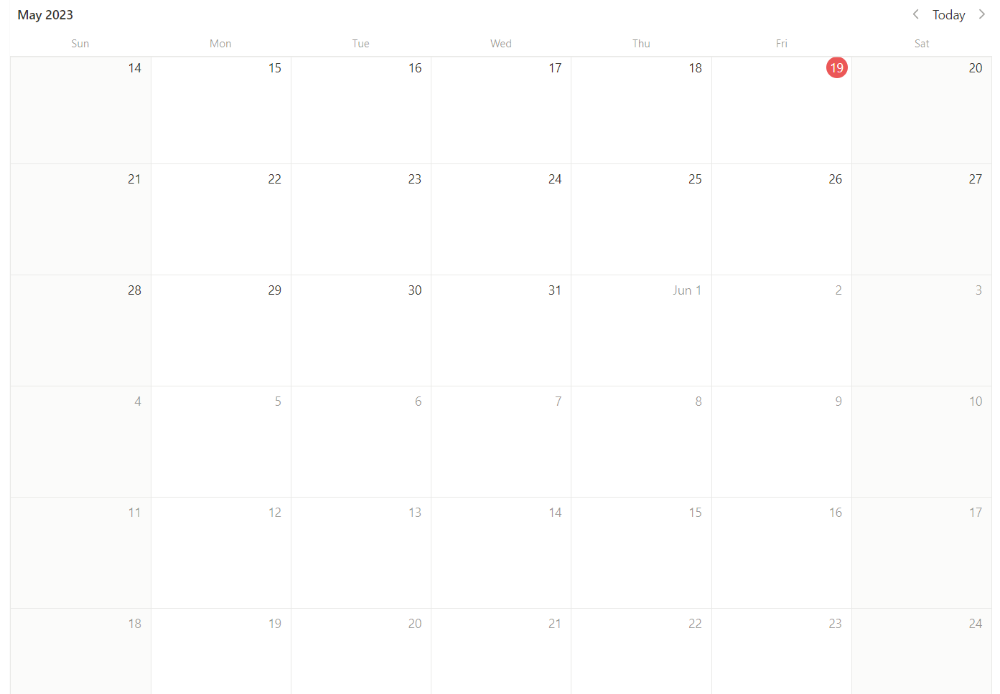 May 2023 Today
Sun Mon Tue Wed Thu Fri Sat
14 15 16 17 18 19 20
21 22 23 24 25 26 27
28 29 30 31 Jun 1 2 3
4 5 6 7 8 9 10
11 12 13 14 15 16 17
18 19 20 21 22 23 24